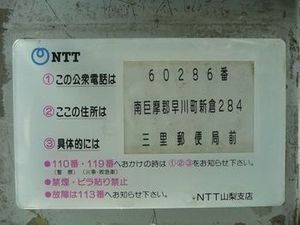 NTT
①この公衆電話は 60286番
②ここの住所は 南巨摩郡早川町新倉284
③具体的には 三里郵便局前
●110番・119番へおかけの時は①②③をお知らせ下さい。
(警察) (火事・救急車)
●禁煙・ビラ貼り禁止
●故障は113番へお知らせ下さい。
NTT山梨支店